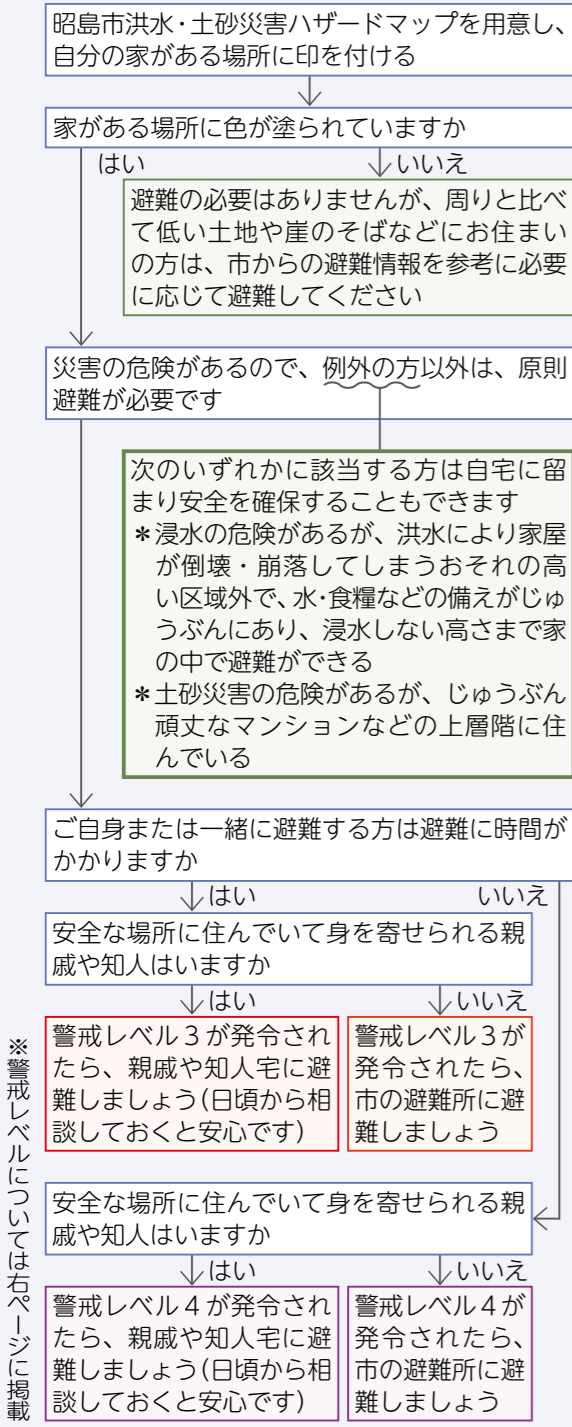 昭島市洪水・土砂災害ハザードマップを用意し、
自分の家がある場所に印を付ける
家がある場所に色が塗られていますか
はい
いいえ
避難の必要はありませんが、周りと比べ
て低い土地や崖のそばなどにお住まい
の方は、市からの避難情報を参考に必要
に応じて避難してください
災害の危険があるので、例外の方以外は、原則
避難が必要です
次のいずれかに該当する方は自宅に留
まり安全を確保することもできます
＊浸水の危険があるが、洪水により家屋
が倒壊・崩落してしまうおそれの高
い区域外で、水・食糧などの備えがじゅ
うぶんにあり、浸水しない高さまで家
の中で避難ができる
＊土砂災害の危険があるが、じゅうぶん
頑丈なマンションなどの上層階に住
んでいる
ご自身または一緒に避難する方は避難に時間が
かかりますか
はい
いいえ
安全な場所に住んでいて身を寄せられる親
戚や知人はいますか
はい
いいえ
警戒レベル３が発令され
たら、親戚や知人宅に避
難しましょう（日頃から相
談しておくと安心です）
警戒レベル３が
発令されたら、
市の避難所に避
難しましょう
安全な場所に住んでいて身を寄せられる親
戚や知人はいますか
はい
いいえ
警戒レベル４が発令され
たら、親戚や知人宅に避
難しましょう（日頃から相
談しておくと安心です）
警戒レベル４が
発令されたら、
市の避難所に避
難しましょう
※警戒レベルについては右ページに掲載